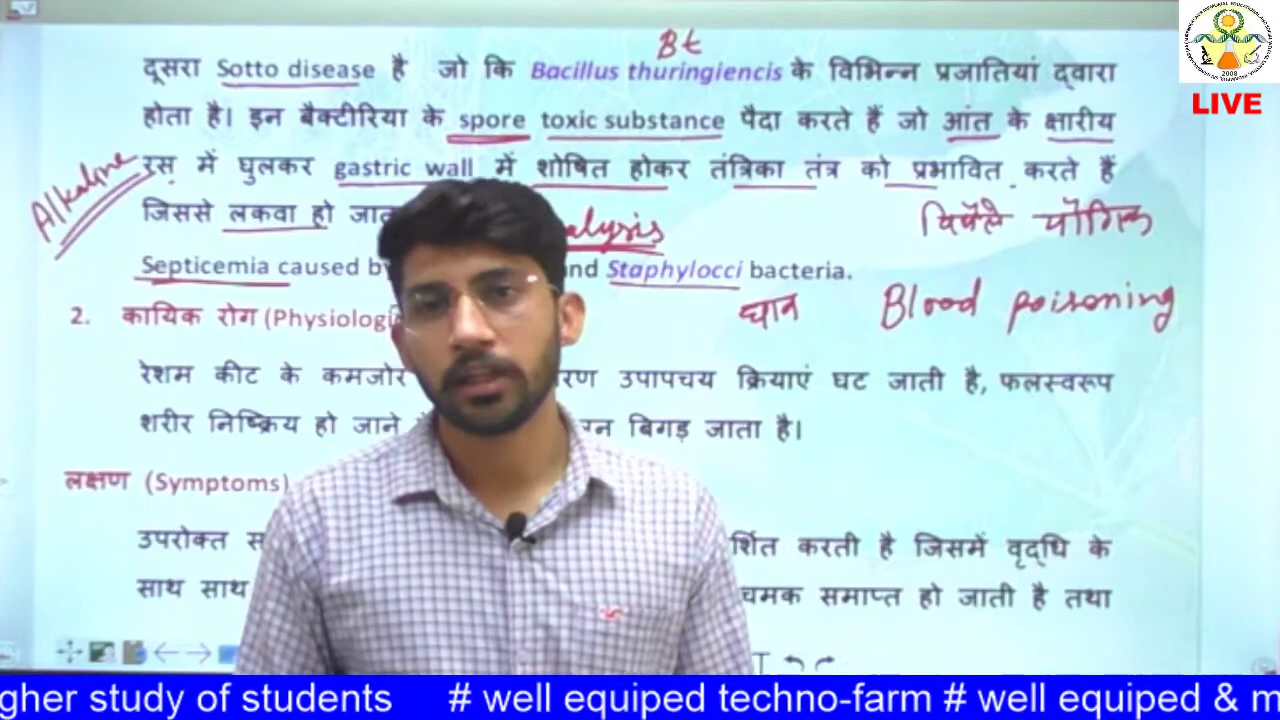 Bt
दूसरा Sotto disease है जो कि Bacillus thuringiencis के विभिन्न प्रजातियां द्वारा
होता है। इन बैक्टीरिया के spore toxic substance पैदा करते हैं जो आंत के क्षारीय
Alkaline
रस में घुलकर gastric wall में शोषित होकर तंत्रिका तंत्र को प्रभावित करते हैं
जिससे लकवा हो
alysis
Septicemia caused
and Staphylocci bacteria.
घाव Blood poisoning
2. कायिक रोग
रेशम कीट के कमजोर
उपापचय क्रियाएं घट जाती है, फलस्वरूप
शरीर निष्क्रिय हो जाने
बिगड़ जाता है।
लक्षण (Symptoms)
उपरोक्त
करती है जिसमें वृद्धि के
साथ साथ
चमक समाप्त हो जाती है तथा
2008
LIVE
gher study of students # well equiped techno-farm # well equiped & m